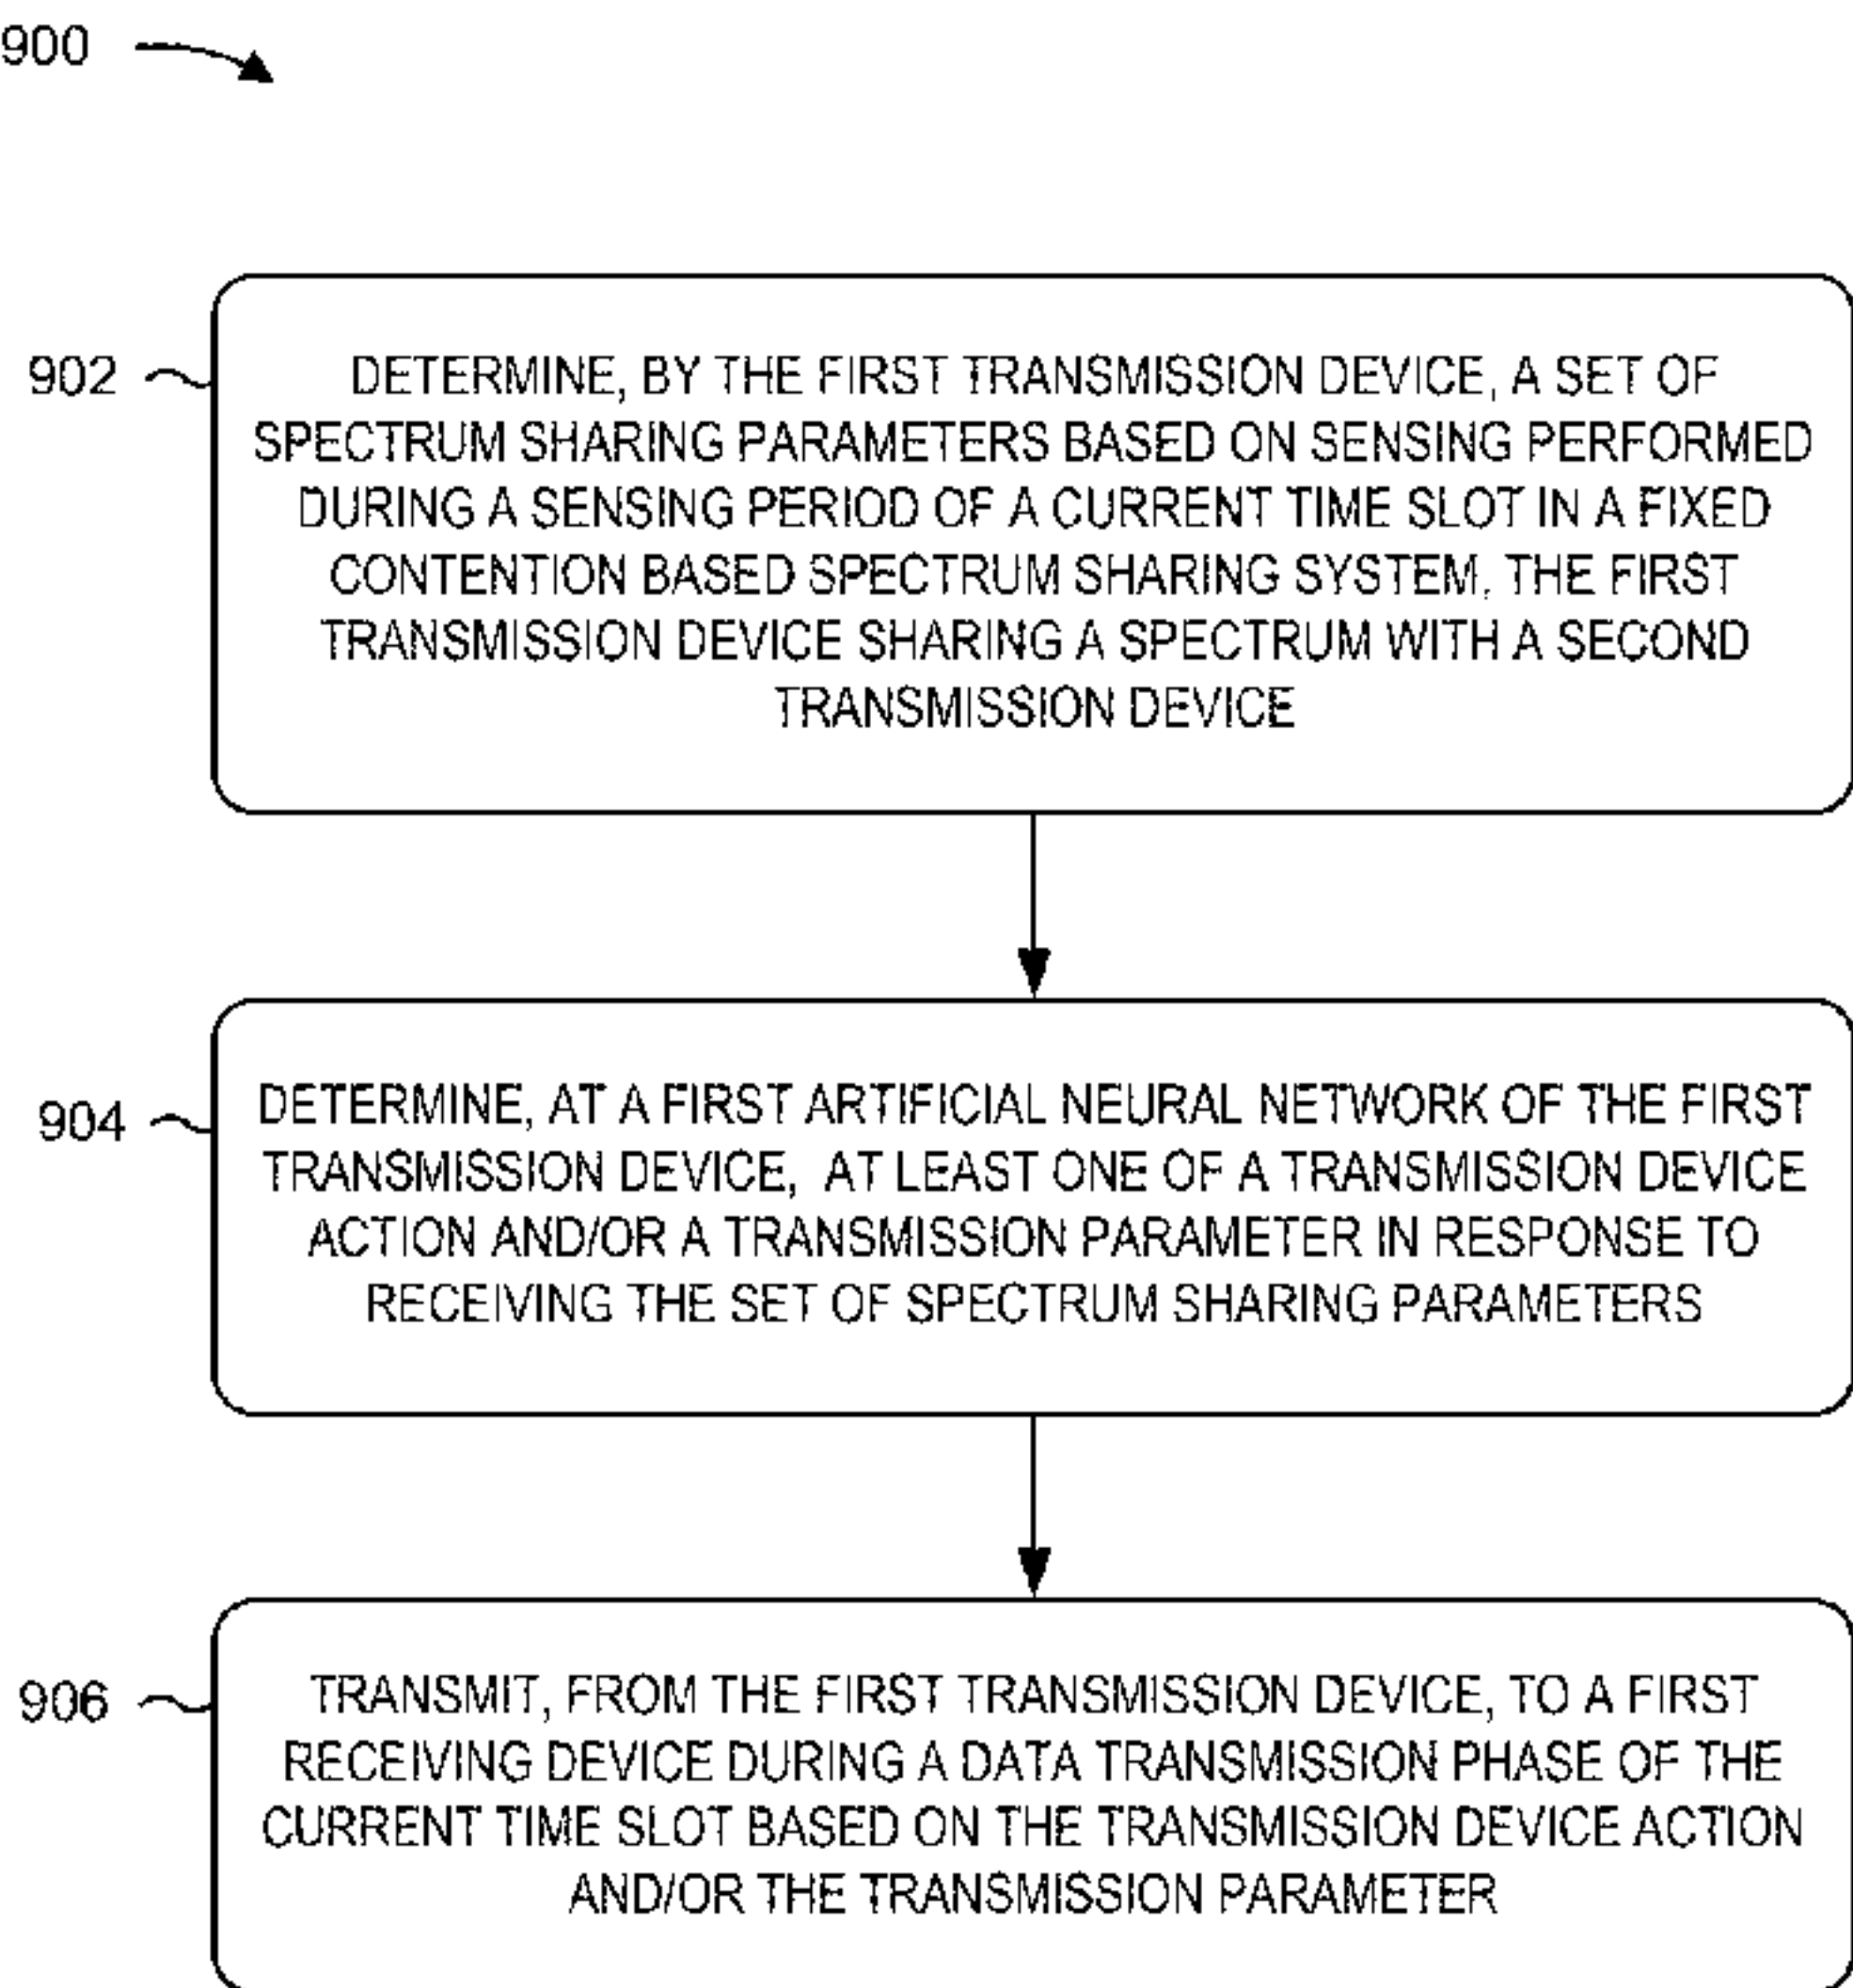 900
902
DETERMINE, BY THE FIRST TRANSMISSION DEVICE, A SET OF
SPECTRUM SHARING PARAMETERS BASED ON SENSING PERFORMED
DURING A SENSING PERIOD OF A CURRENT TIME SLOT IN A FIXED
CONTENTION BASED SPECTRUM SHARING SYSTEM, THE FIRST
TRANSMISSION DEVICE SHARING A SPECTRUM WITH A SECOND
TRANSMISSION DEVICE
904
DETERMINE, AT A FIRST ARTIFICIAL NEURAL NETWORK OF THE FIRST
TRANSMISSION DEVICE, AT LEAST ONE OF A TRANSMISSION DEVICE
ACTION AND/OR A TRANSMISSION PARAMETER IN RESPONSE TO
RECEIVING THE SET OF SPECTRUM SHARING PARAMETERS
906
TRANSMIT, FROM THE FIRST TRANSMISSION DEVICE, TO A FIRST
RECEIVING DEVICE DURING A DATA TRANSMISSION PHASE OF THE
CURRENT TIME SLOT BASED ON THE TRANSMISSION DEVICE ACTION
AND/OR THE TRANSMISSION PARAMETER